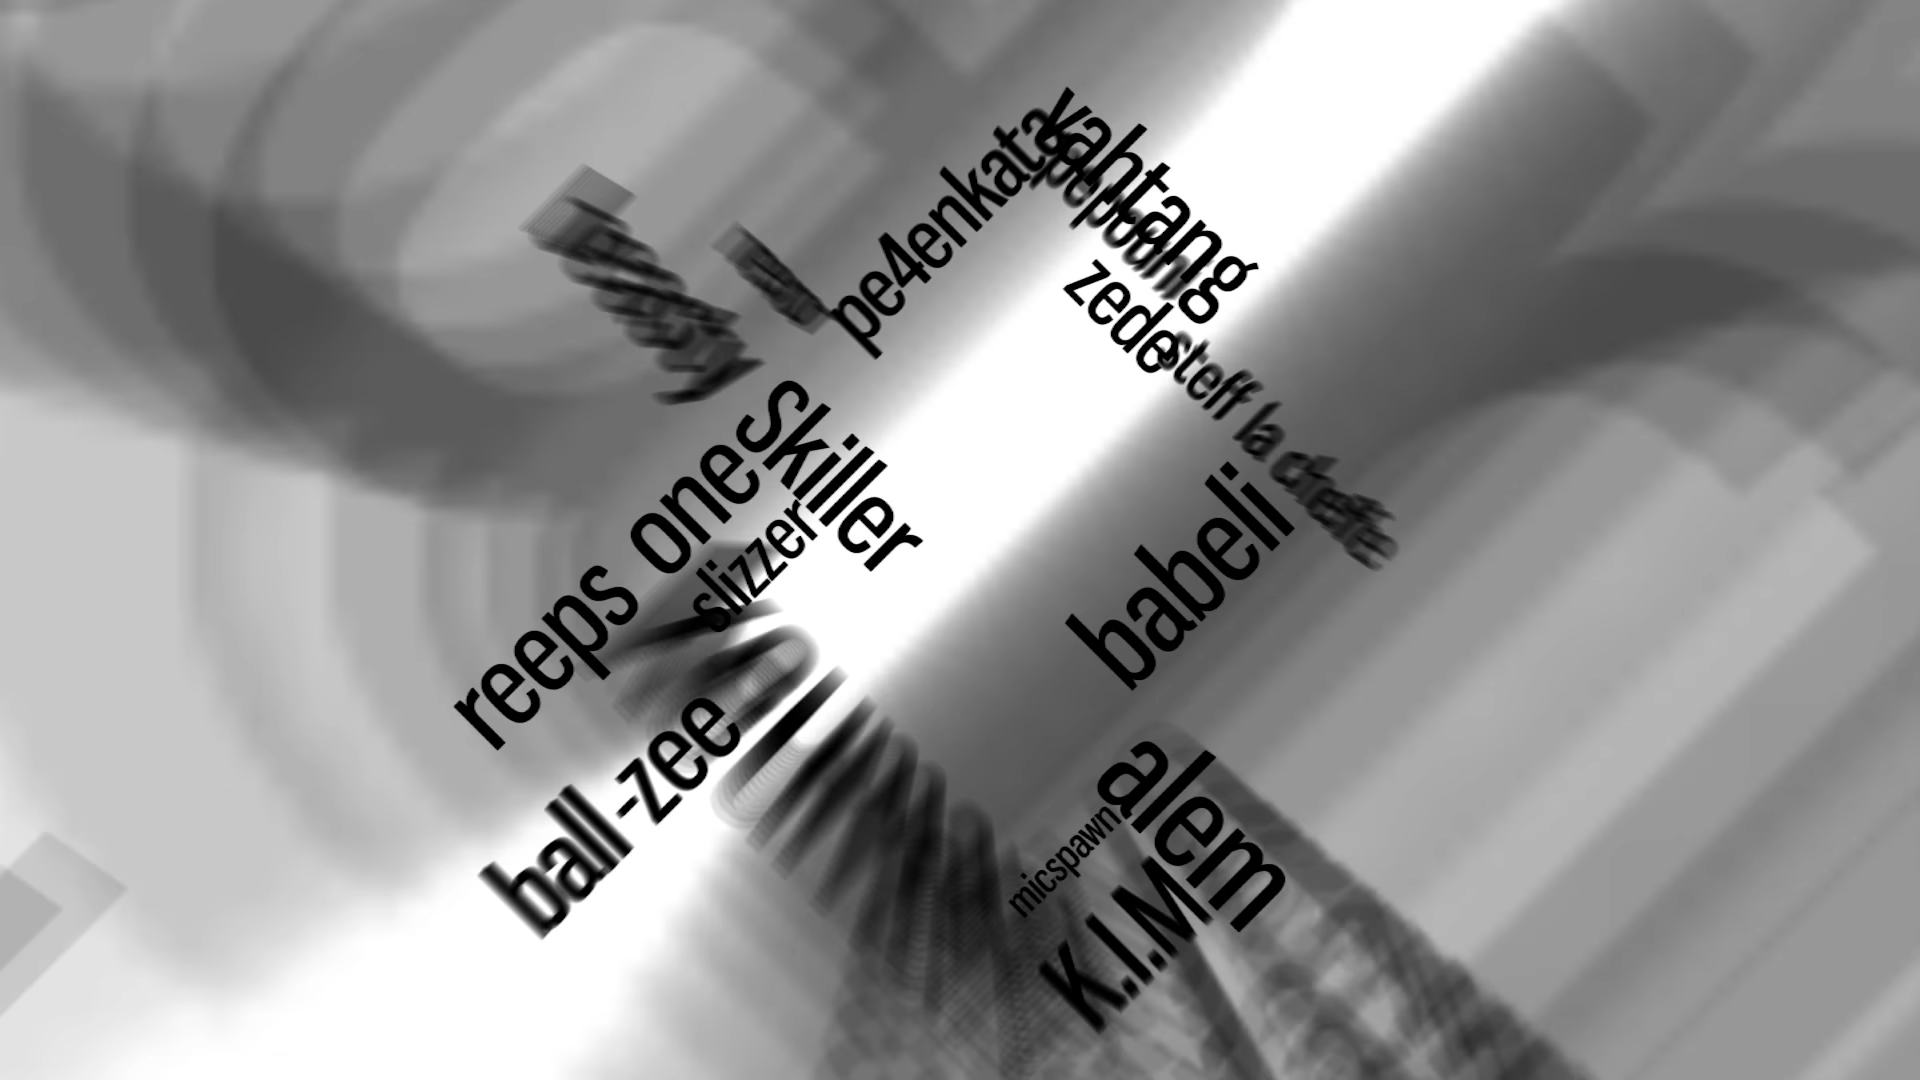 vahtang
pe4enkata
zede
steff la cheffe
skiller
reeps one
slizzer
babeli
ball-zee
alem
micspawn
K.I.M